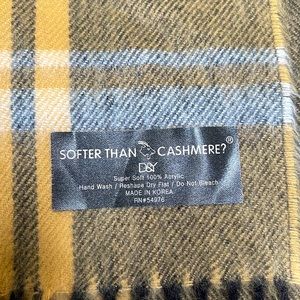 SOFTER THAN CASHMERE?®
D&Y
Super Soft 100% Acrylic
Hand Wash / Reshape Dry Flat / Do Not Bleach
MADE IN KOREA
RN#54976